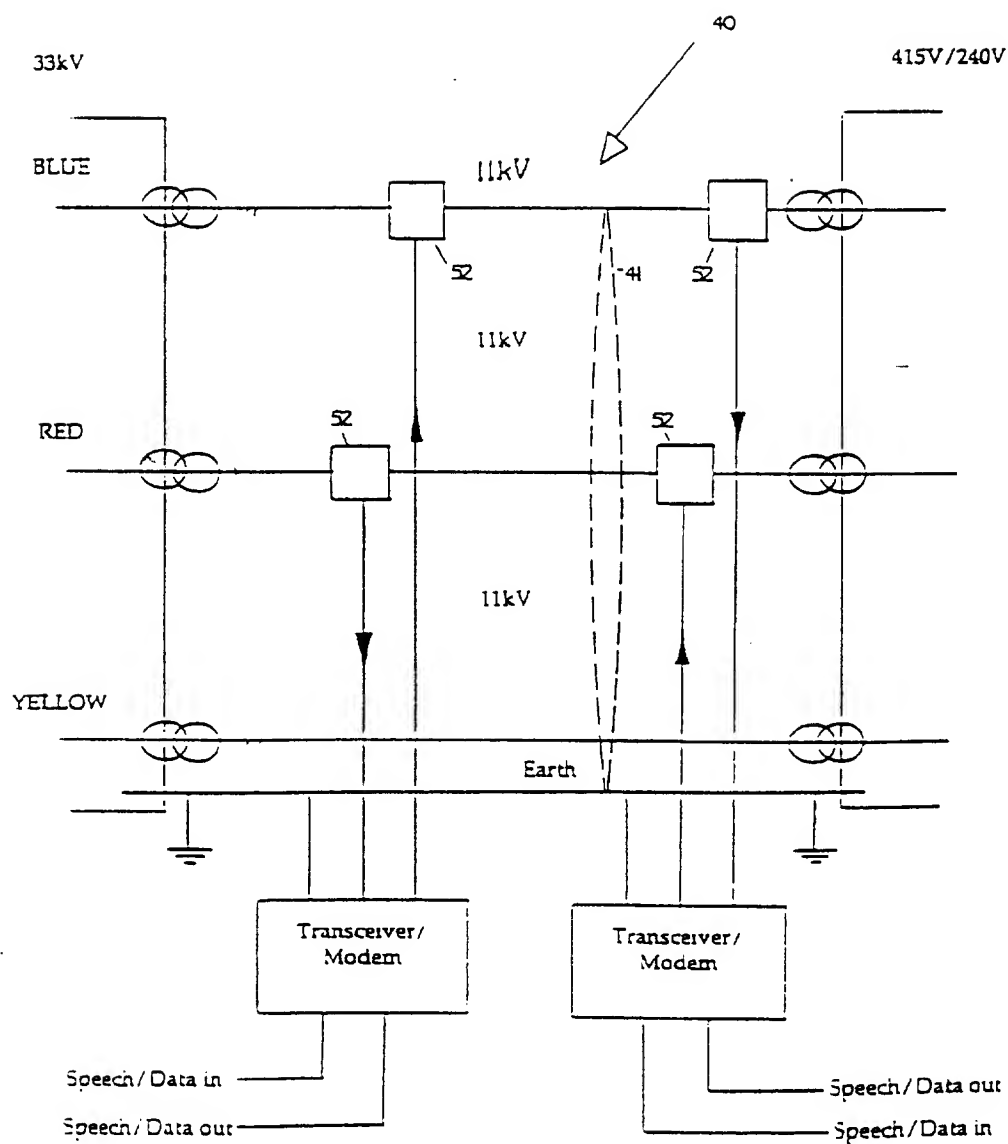 40
33kV
415V/240V
BLUE
11kV
52
41
52
11kV
RED
52
52
11kV
YELLOW
Earth
Transceiver/
Modem
Transceiver/
Modem
Speech/Data in
Speech/Data out
Speech/Data out
Speech/Data in